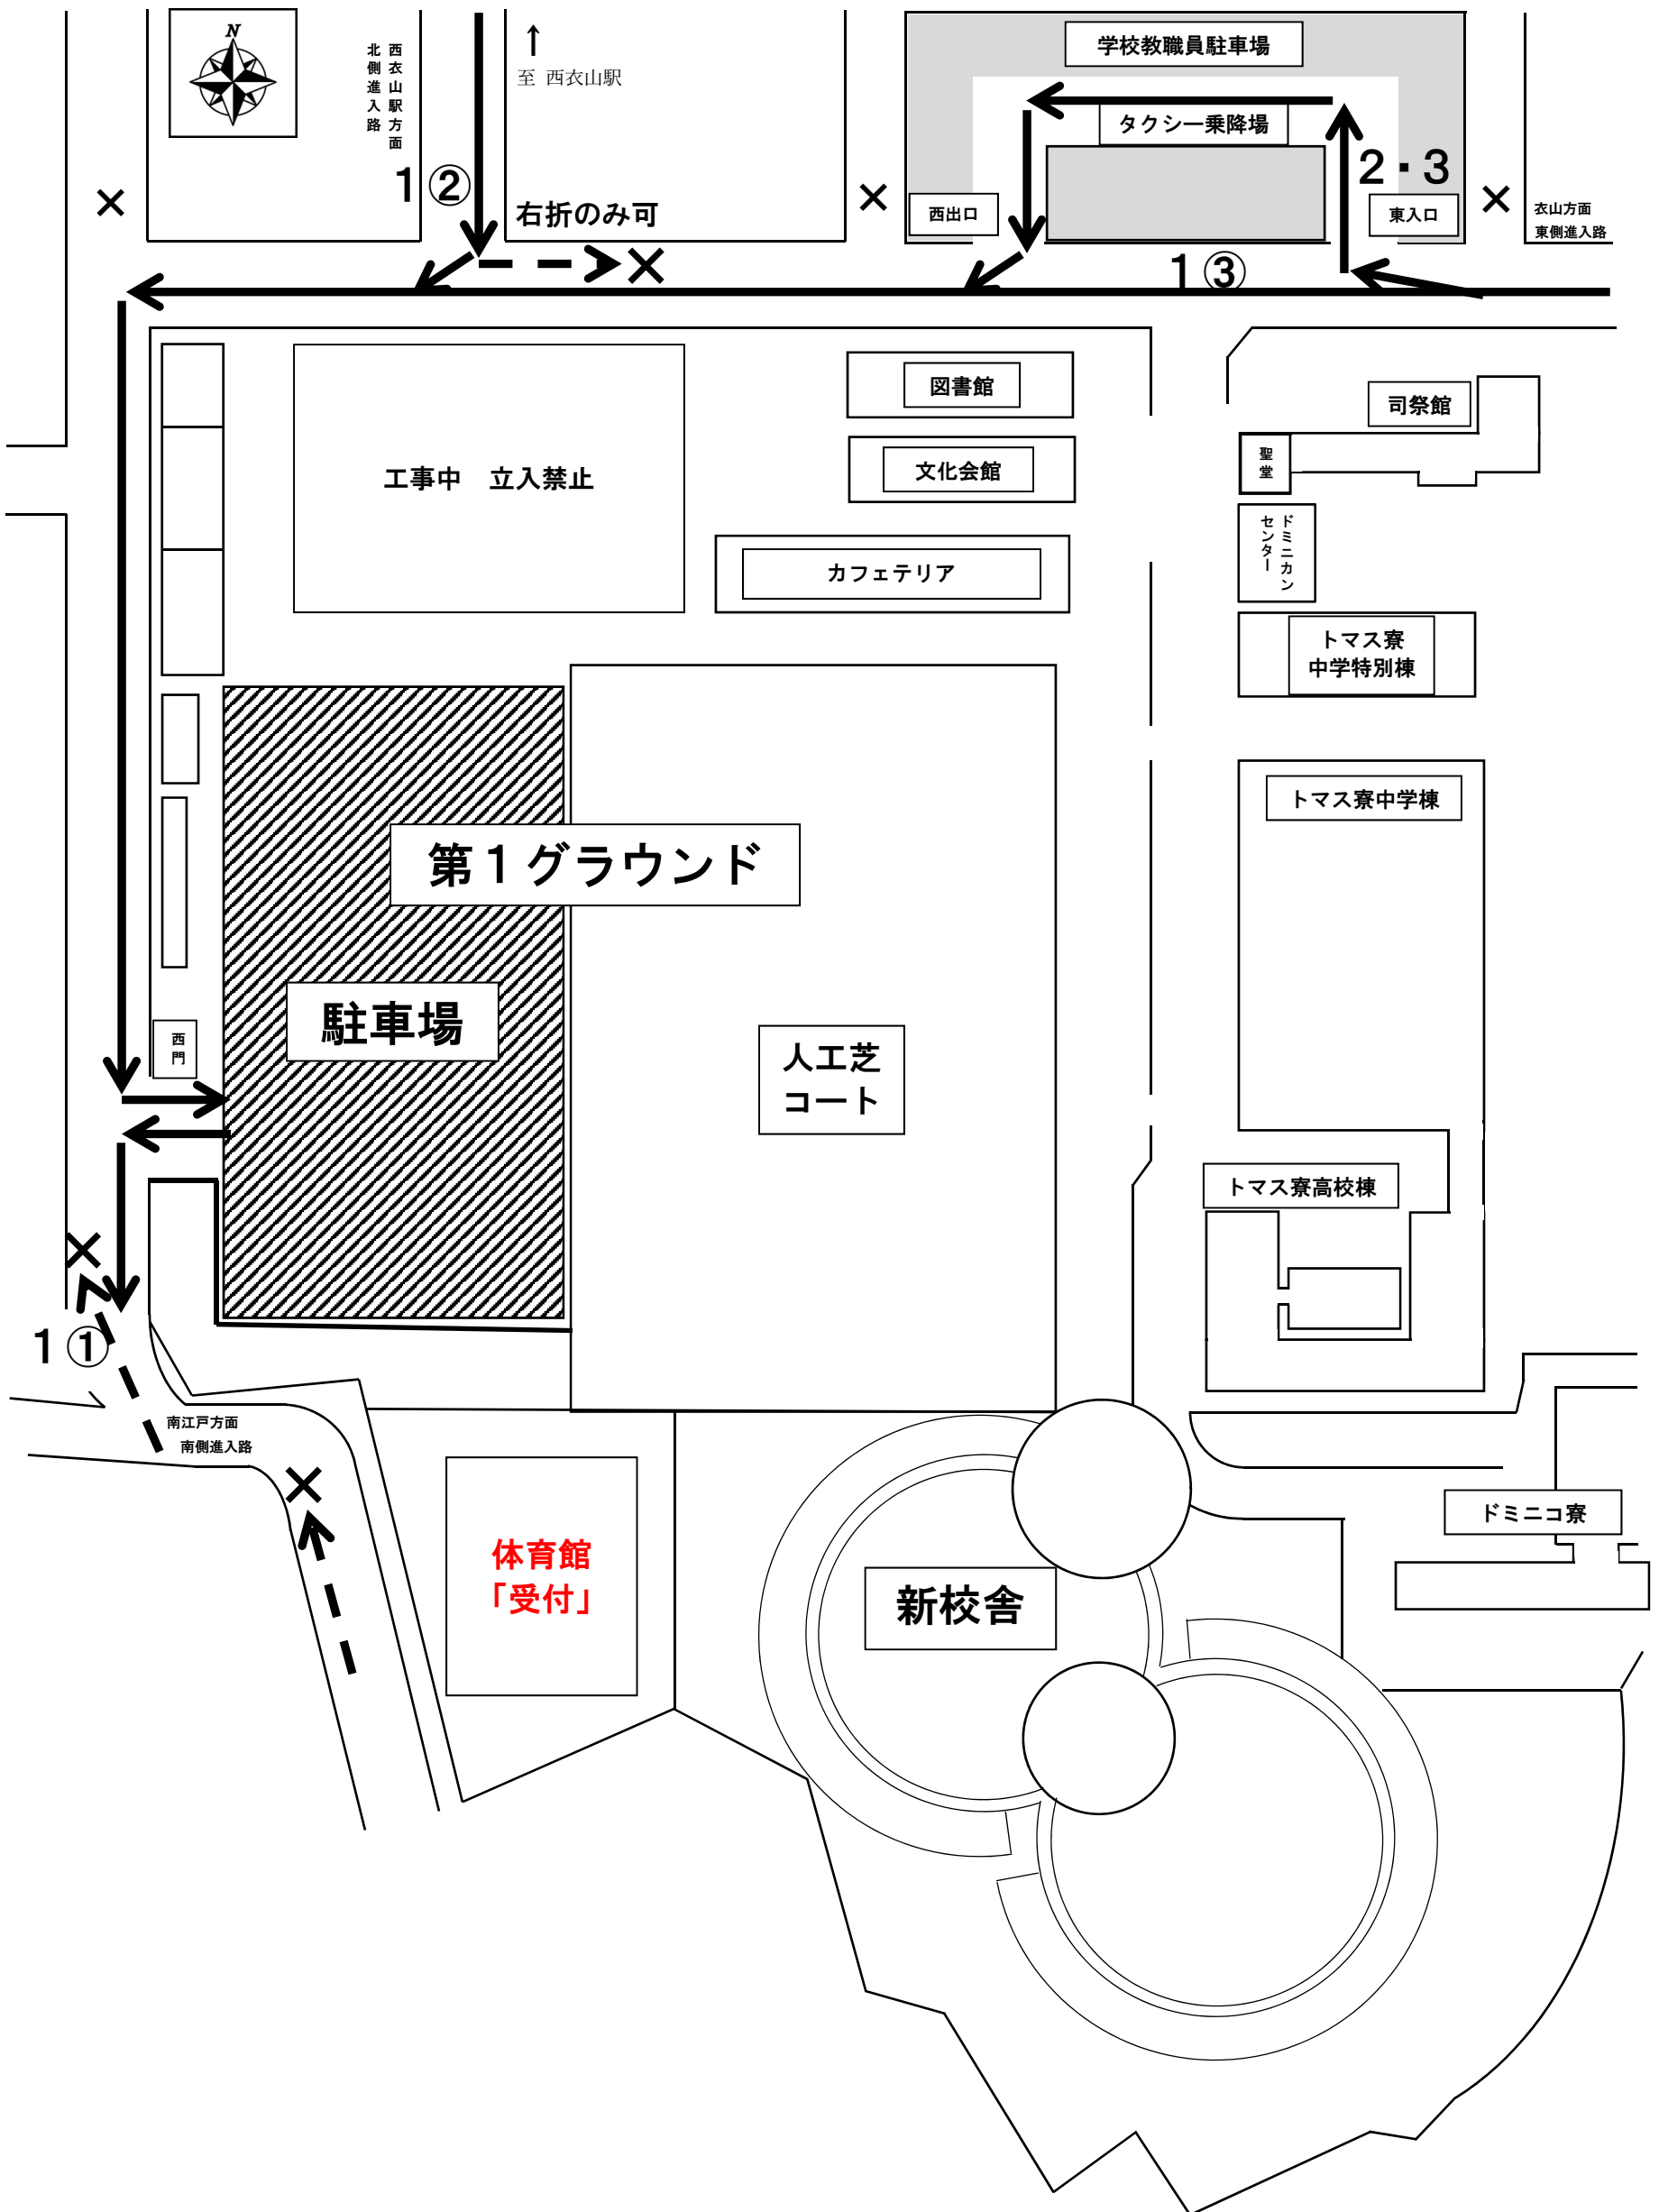 N
西衣山駅方面
北側進入路
↑
至 西衣山駅
学校教職員駐車場
タクシー乗降場
1②
右折のみ可
×
×
×
×
西出口
2・3
東入口
衣山方面
東側進入路
1③
図書館
司祭館
工事中　立入禁止
文化会館
聖堂
ドミニカン
センター
カフェテリア
トマス寮
中学特別棟
トマス寮中学棟
第１グラウンド
駐車場
西門
人工芝
コート
トマス寮高校棟
×
1①
南江戸方面
南側進入路
×
ドミニコ寮
体育館
「受付」
新校舎